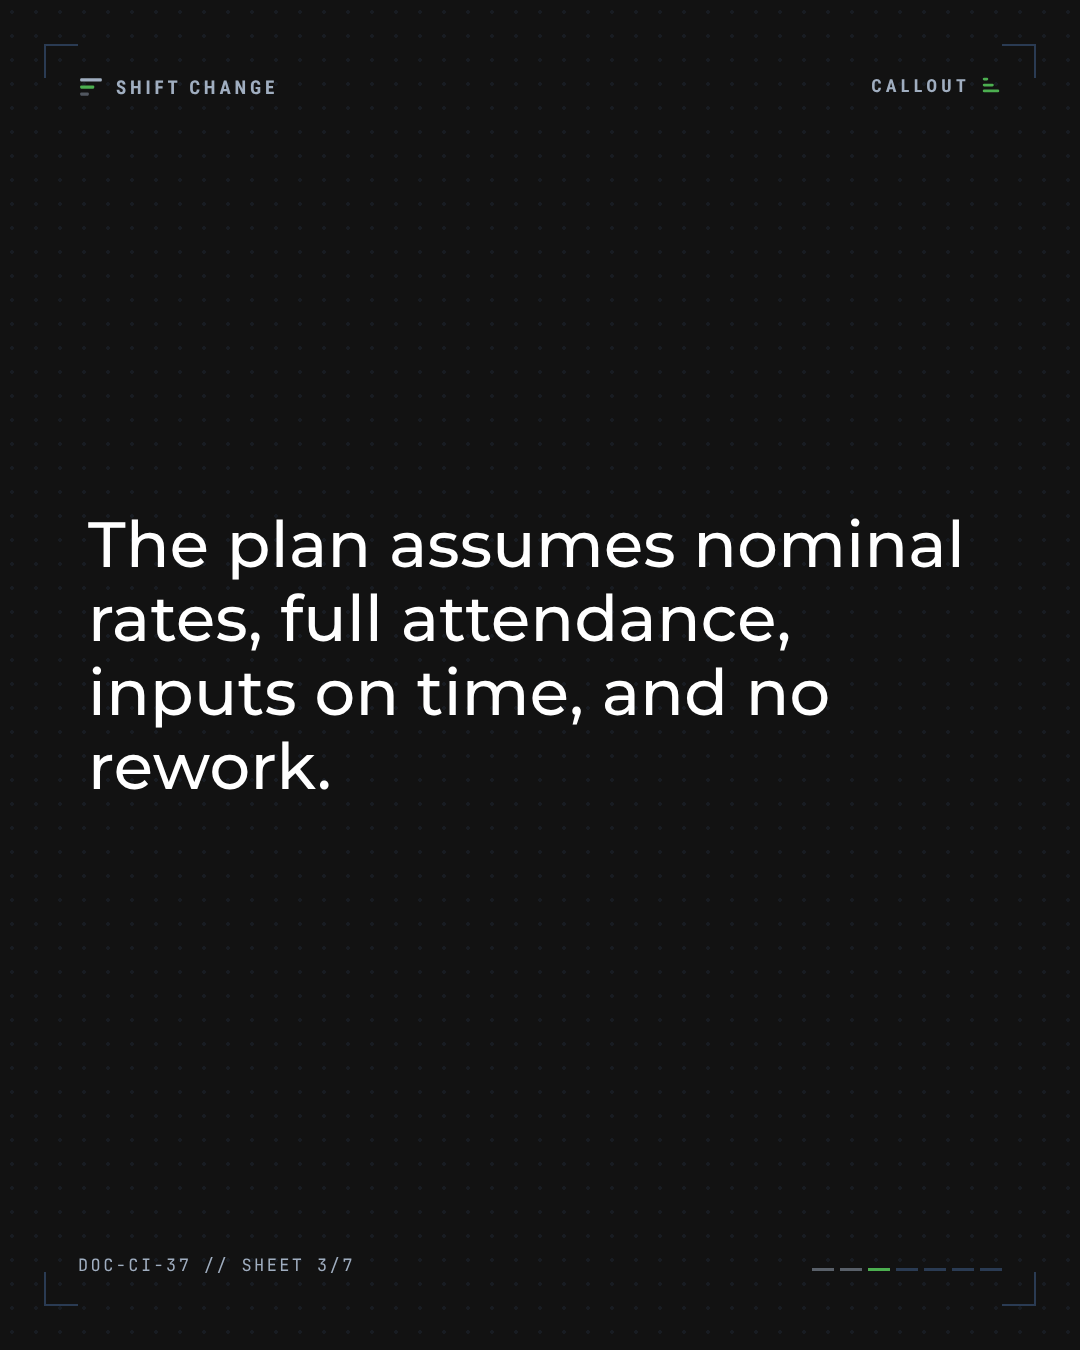 SHIFT CHANGE
CALLOUT
The plan assumes nominal
rates, full attendance,
inputs on time, and no
rework.
DOC-CI-37 // SHEET 3/7